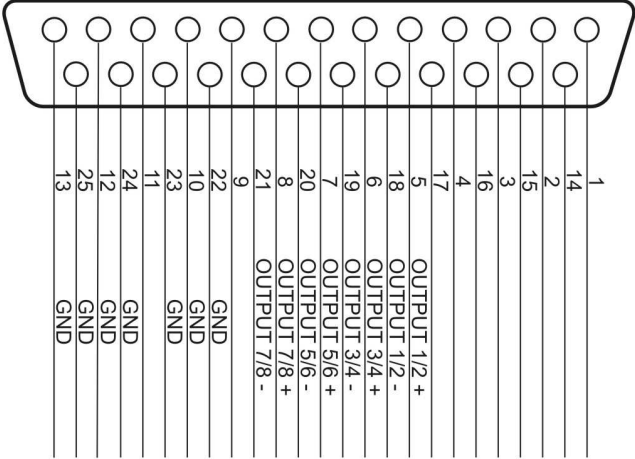 1
14
2
15
3
16
4
17
5 OUTPUT 1/2 +
18 OUTPUT 1/2 -
6 OUTPUT 3/4 +
19 OUTPUT 3/4 -
7 OUTPUT 5/6 +
20 OUTPUT 5/6 -
8 OUTPUT 7/8 +
21 OUTPUT 7/8 -
9
22 GND
10 GND
23 GND
11
24 GND
12 GND
25 GND
13 GND